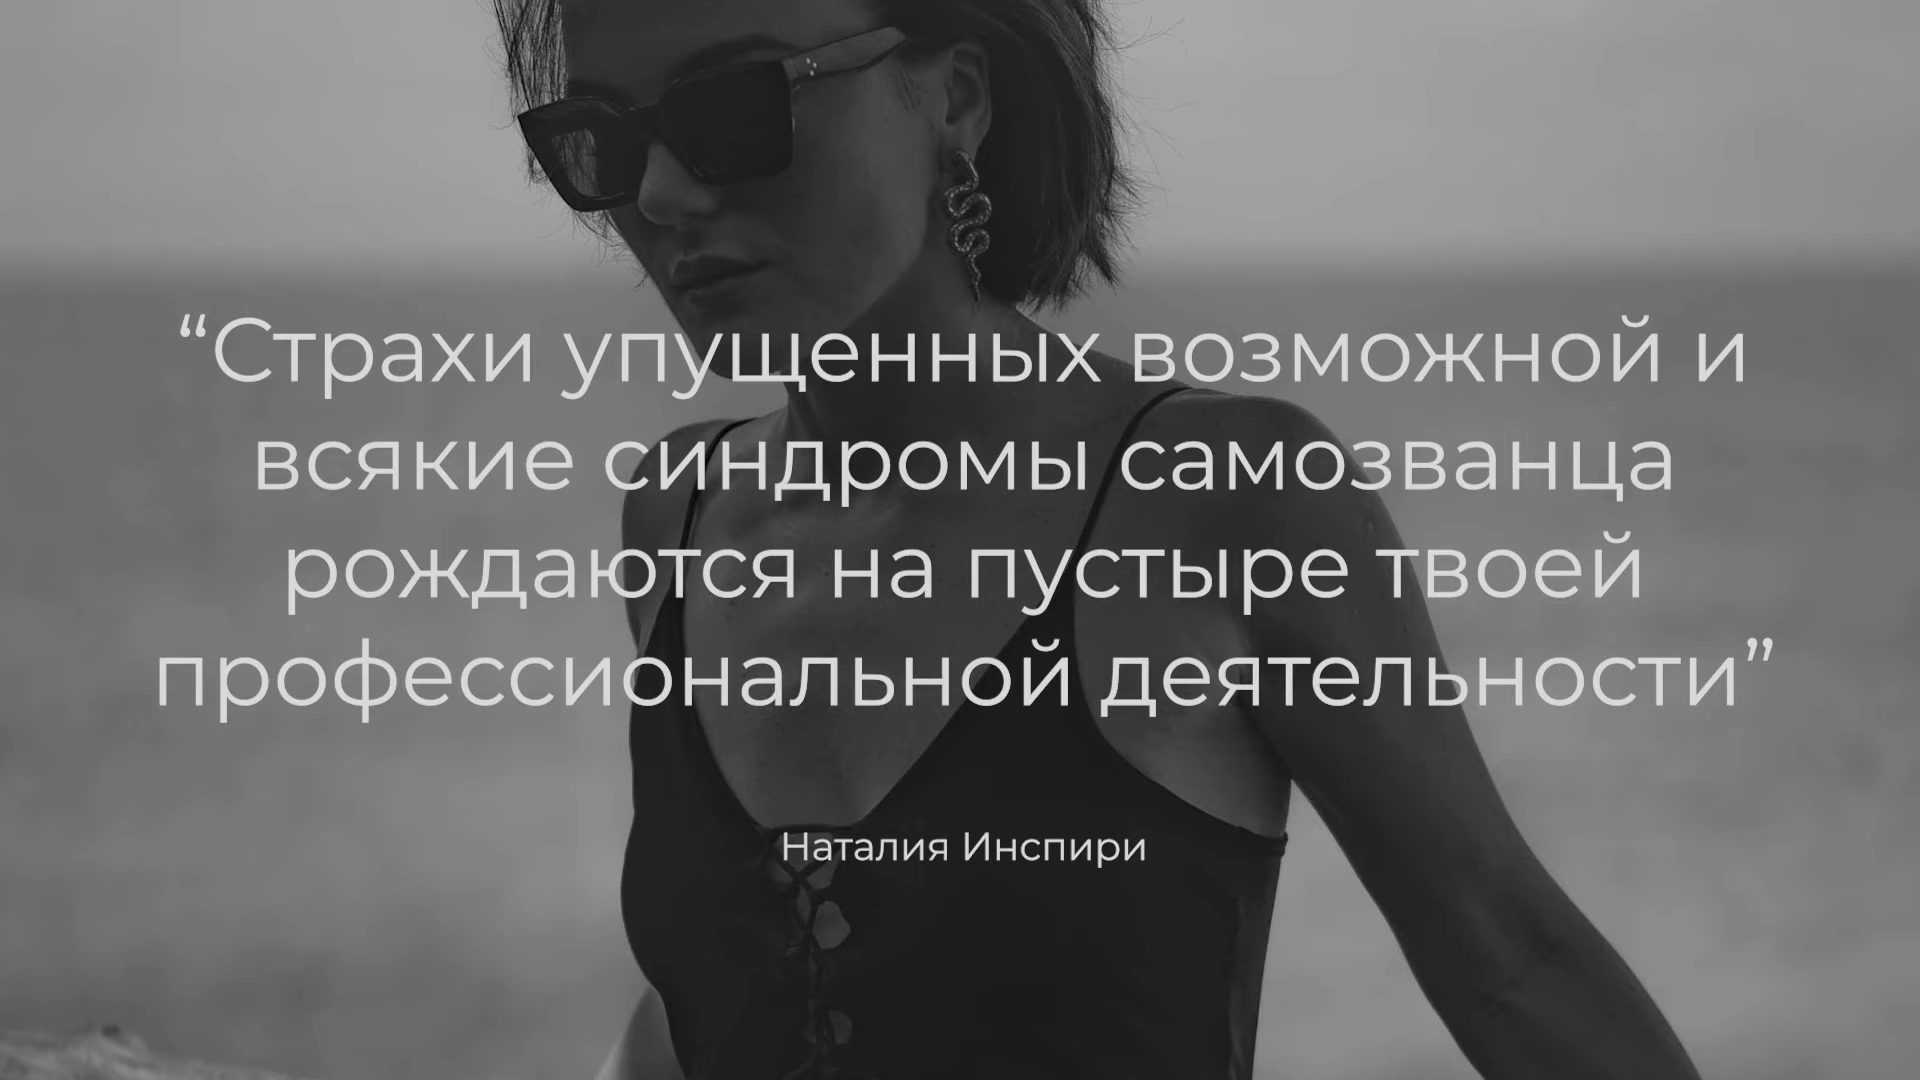 “Страхи упущенных возможной и
всякие синдромы самозванца
рождаются на пустыре твоей
профессиональной деятельности”
Наталия Инспири